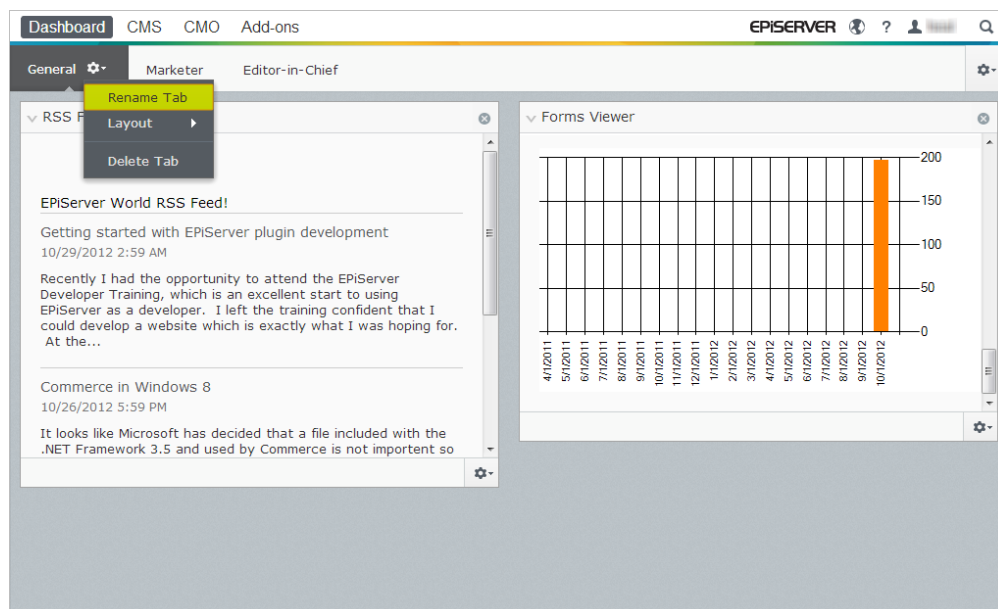 Dashboard CMS CMO Add-ons EPiSERVER ?
General Marketer Editor-in-Chief
Rename Tab
Layout
Delete Tab
RSS F
EPiServer World RSS Feed!
Getting started with EPiServer plugin development
10/29/2012 2:59 AM
Recently I had the opportunity to attend the EPiServer
Developer Training, which is an excellent start to using
EPiServer as a developer. I left the training confident that I
could develop a website which is exactly what I was hoping for.
At the...
Commerce in Windows 8
10/26/2012 5:59 PM
It looks like Microsoft has decided that a file included with the
.NET Framework 3.5 and used by Commerce is not importent so
Forms Viewer
200
150
100
50
0
4/1/2011
5/1/2011
6/1/2011
7/1/2011
8/1/2011
9/1/2011
10/1/2011
11/1/2011
12/1/2011
1/1/2012
2/1/2012
3/1/2012
4/1/2012
5/1/2012
6/1/2012
7/1/2012
8/1/2012
9/1/2012
10/1/2012